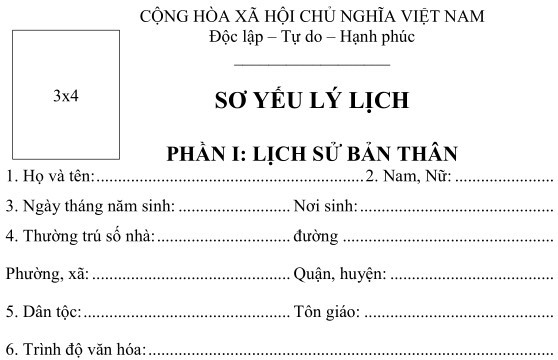 CỘNG HÒA XÃ HỘI CHỦ NGHĨA VIỆT NAM
Độc lập – Tự do – Hạnh phúc
3x4
SƠ YẾU LÝ LỊCH
PHẦN I: LỊCH SỬ BẢN THÂN
1. Họ và tên:................................................................2. Nam, Nữ: ........................
3. Ngày tháng năm sinh: ........................... Nơi sinh: ...............................................
4. Thường trú số nhà: ................................ đường ...................................................
Phường, xã: ............................................... Quận, huyện: .......................................
5. Dân tộc: .................................................. Tôn giáo: ..............................................
6. Trình độ văn hóa: ..................................................................................................